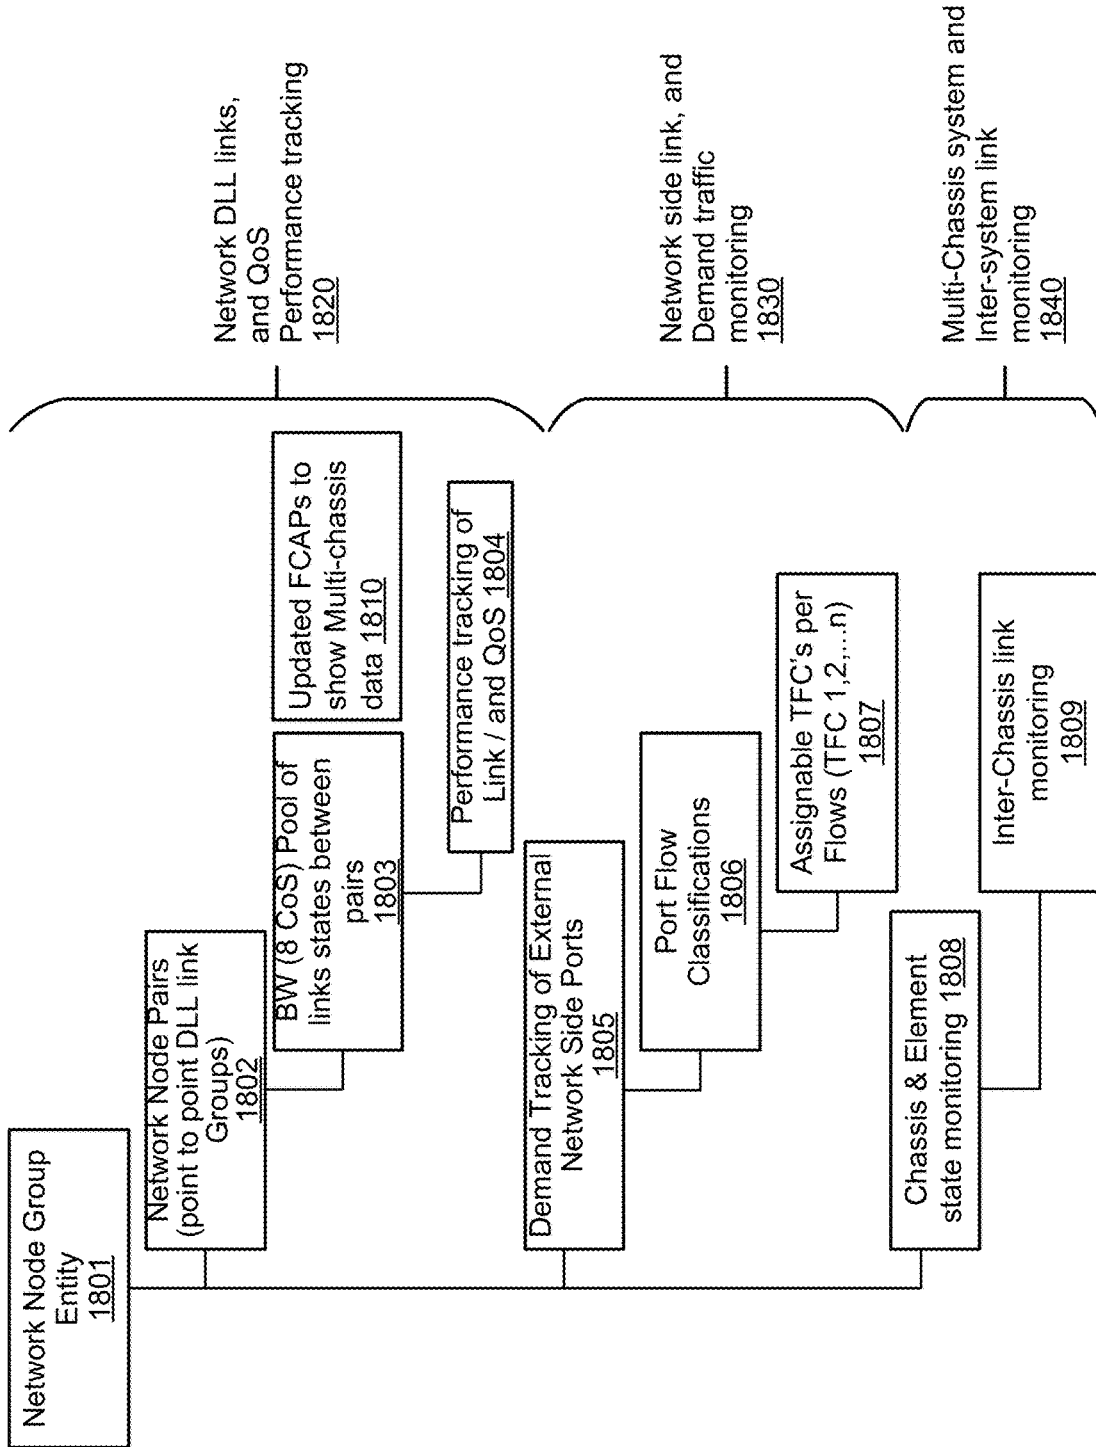 Network Node Group
Entity
1801
Network Node Pairs
(point to point DLL link
Groups)
1802
BW (8 CoS) Pool of
links states between
pairs
1803
Updated FCAPs to
show Multi-chassis
data 1810
Performance tracking of
Link / and QoS 1804
Network DLL links,
and QoS
Performance tracking
1820
Demand Tracking of External
Network Side Ports
1805
Port Flow
Classifications
1806
Assignable TFC's per
Flows (TFC 1,2,...n)
1807
Network side link, and
Demand traffic
monitoring
1830
Chassis & Element
state monitoring 1808
Inter-Chassis link
monitoring
1809
Multi-Chassis system and
Inter-system link
monitoring
1840